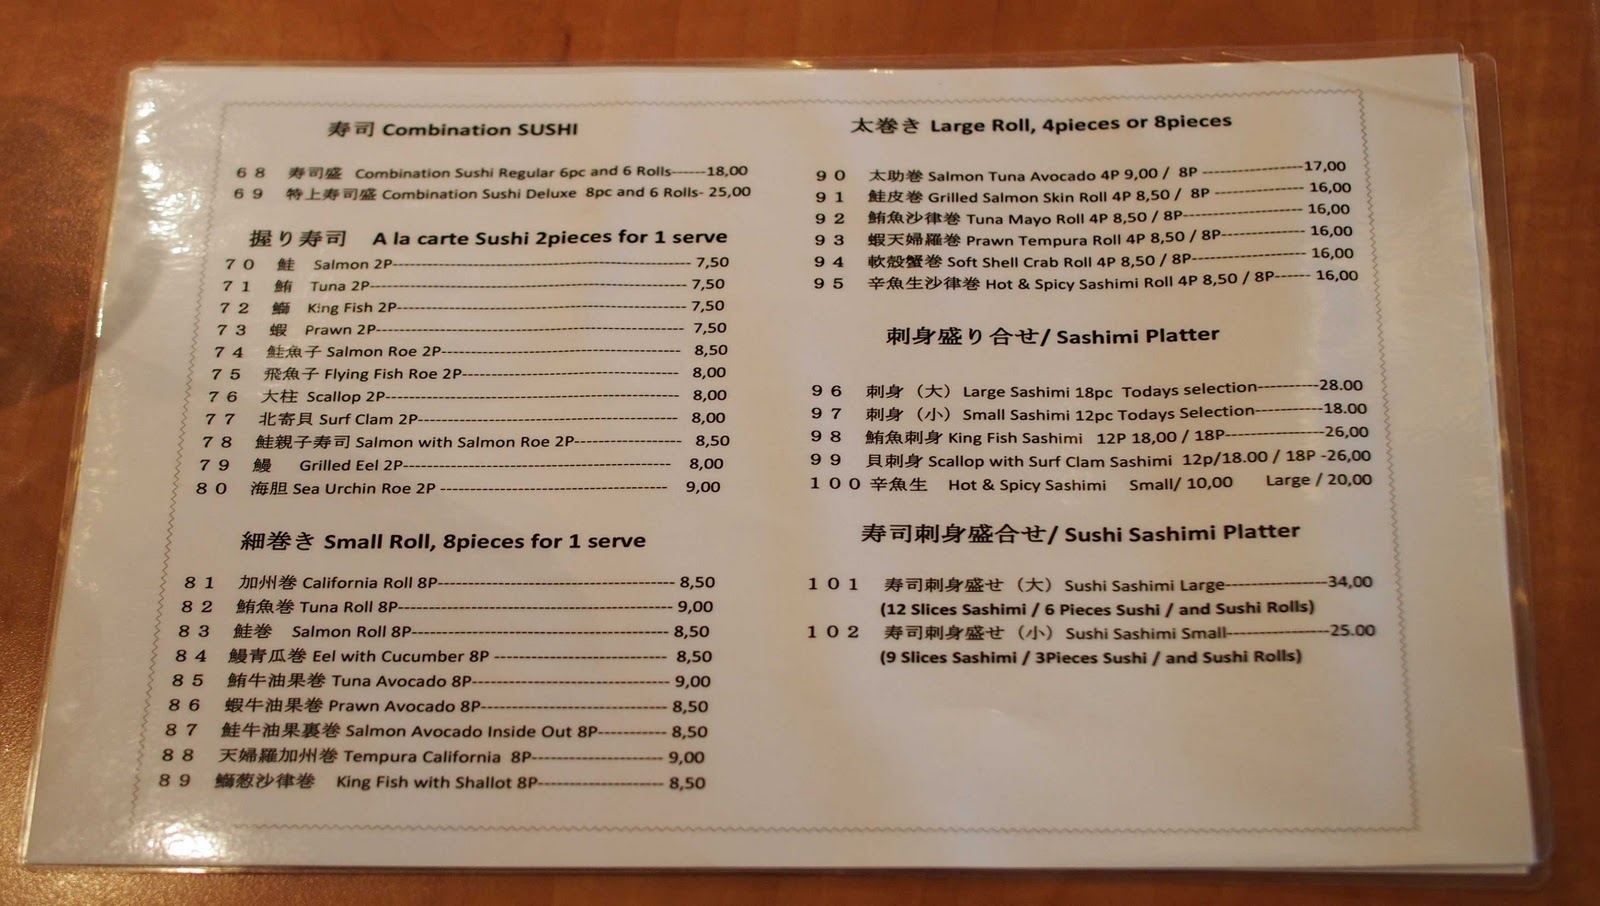 寿司 Combination SUSHI
68 寿司盛 Combination Sushi Regular 6pc and 6 Rolls------18,00
69 特上寿司盛 Combination Sushi Deluxe 8pc and 6 Rolls- 25,00
握り寿司 A la carte Sushi 2pieces for 1 serve
70 鮭 Salmon 2P------------------------------------------------ 7,50
71 鮪 Tuna 2P--------------------------------------------------7,50
72 鰤 King Fish 2P---------------------------------------------7,50
73 蝦 Prawn 2P------------------------------------------------ 7,50
74 鮭魚子 Salmon Roe 2P------------------------------------- 8,50
75 飛魚子 Flying Fish Roe 2P--------------------------------- 8,00
76 大柱 Scallop 2P--------------------------------------------- 8,00
77 北寄貝 Surf Clam 2P---------------------------------------- 8,00
78 鮭親子寿司 Salmon with Salmon Roe 2P---------------- 8,50
79 鰻 Grilled Eel 2P----------------------------------------- 8,00
80 海胆 Sea Urchin Roe 2P ----------------------------------- 9,00
細巻き Small Roll, 8pieces for 1 serve
81 加州巻 California Roll 8P------------------------------------ 8,50
82 鮪魚巻 Tuna Roll 8P------------------------------------------ 9,00
83 鮭巻 Salmon Roll 8P--------------------------------------- 8,50
84 鰻青瓜巻 Eel with Cucumber 8P -------------------------- 8,50
85 鮪牛油果巻 Tuna Avocado 8P------------------------------ 9,00
86 蝦牛油果巻 Prawn Avocado 8P---------------------------- 8,50
87 鮭牛油果裏巻 Salmon Avocado Inside Out 8P---------- 8,50
88 天婦羅加州巻 Tempura California 8P-------------------- 9,00
89 鰤葱沙律巻 King Fish with Shallot 8P------------------- 8,50
太巻き Large Roll, 4pieces or 8pieces
90 太助巻 Salmon Tuna Avocado 4P 9,00 / 8P ----------------17,00
91 鮭皮巻 Grilled Salmon Skin Roll 4P 8,50 / 8P -------------- 16,00
92 鮪魚沙律巻 Tuna Mayo Roll 4P 8,50 / 8P------------------- 16,00
93 蝦天婦羅巻 Prawn Tempura Roll 4P 8,50 / 8P-------------- 16,00
94 軟殻蟹巻 Soft Shell Crab Roll 4P 8,50 / 8P----------------- 16,00
95 辛魚生沙律巻 Hot & Spicy Sashimi Roll 4P 8,50 / 8P------ 16,00
刺身盛り合せ/ Sashimi Platter
96 刺身（大）Large Sashimi 18pc Todays selection----------28.00
97 刺身（小）Small Sashimi 12pc Todays Selection-----------18.00
98 鮪魚刺身 King Fish Sashimi 12P 18,00 / 18P----------------26,00
99 貝刺身 Scallop with Surf Clam Sashimi 12p/18.00 / 18P -26,00
100 辛魚生 Hot & Spicy Sashimi Small/ 10,00 Large / 20,00
寿司刺身盛合せ/ Sushi Sashimi Platter
101 寿司刺身盛せ（大）Sushi Sashimi Large-----------------34,00
(12 Slices Sashimi / 6 Pieces Sushi / and Sushi Rolls)
102 寿司刺身盛せ（小）Sushi Sashimi Small-----------------25.00
(9 Slices Sashimi / 3Pieces Sushi / and Sushi Rolls)